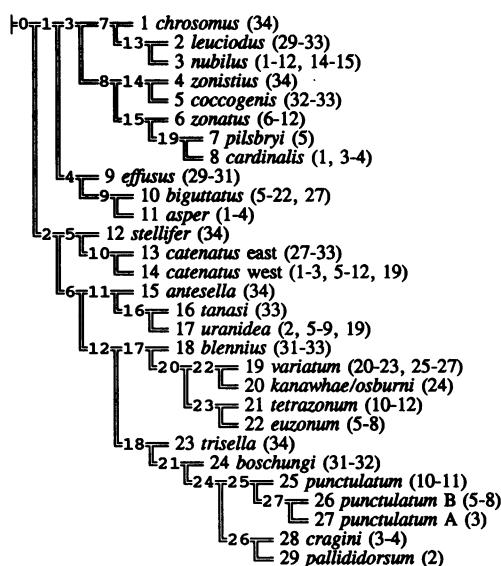 0 1 3 7 1 chrosomus (34)
13 2 leuciodus (29-33)
3 nubilus (1-12, 14-15)
8 14 4 zonistius (34)
5 coccogenis (32-33)
15 6 zonatus (6-12)
19 7 pilsbryi (5)
8 cardinalis (1, 3-4)
4 9 effusus (29-31)
9 10 biguttatus (5-22, 27)
11 asper (1-4)
2 5 12 stellifer (34)
10 13 catenatus east (27-33)
14 catenatus west (1-3, 5-12, 19)
6 11 15 antesella (34)
16 16 tanasi (33)
17 uranidea (2, 5-9, 19)
12 17 18 blennius (31-33)
20 22 19 variatum (20-23, 25-27)
20 kanawhae/osburni (24)
23 21 tetrazonum (10-12)
22 euzonum (5-8)
18 23 trisella (34)
21 24 boschungi (31-32)
24 25 25 punctulatum (10-11)
27 26 punctulatum B (5-8)
27 punctulatum A (3)
26 28 cragini (3-4)
29 pallididorsum (2)